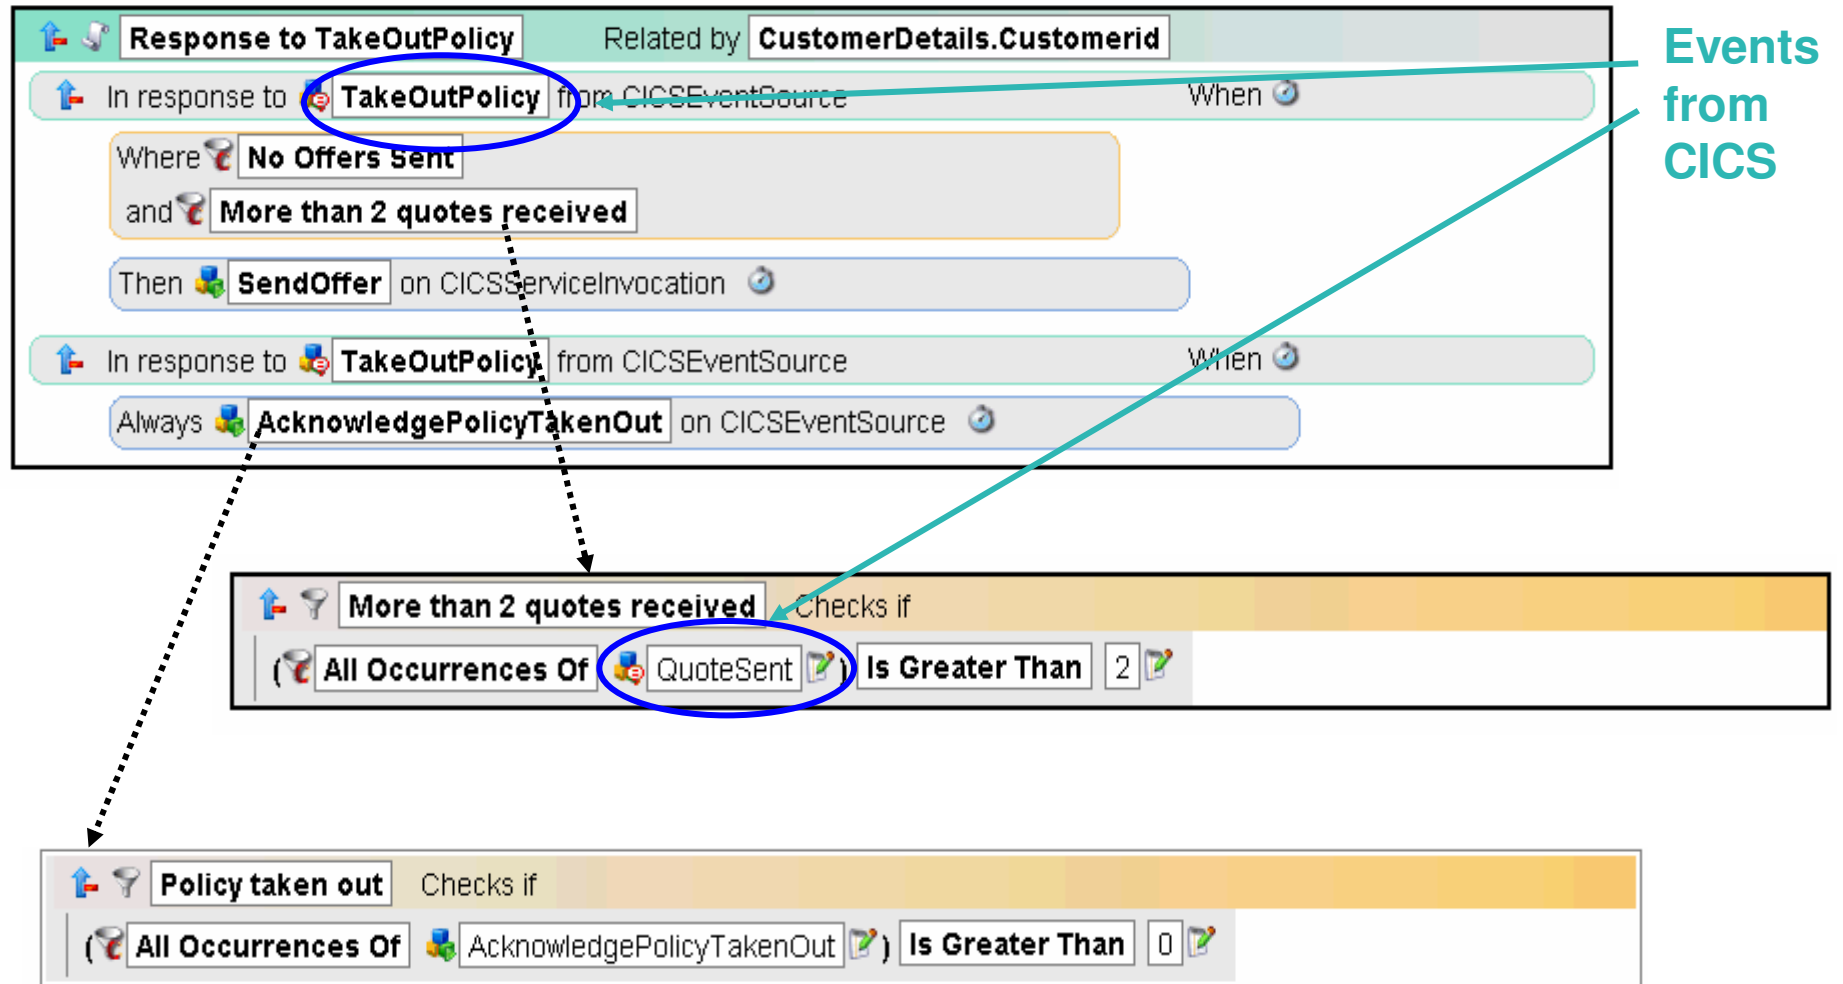 Response to TakeOutPolicy Related by CustomerDetails.Customerid
In response to TakeOutPolicy from CICSEventSource When
Where No Offers Sent
and More than 2 quotes received
Then SendOffer on CICSServiceInvocation
In response to TakeOutPolicy from CICSEventSource When
Always AcknowledgePolicyTakenOut on CICSEventSource
Events
from
CICS
More than 2 quotes received Checks if
( All Occurrences Of QuoteSent ) Is Greater Than 2
Policy taken out Checks if
( All Occurrences Of AcknowledgePolicyTakenOut ) Is Greater Than 0